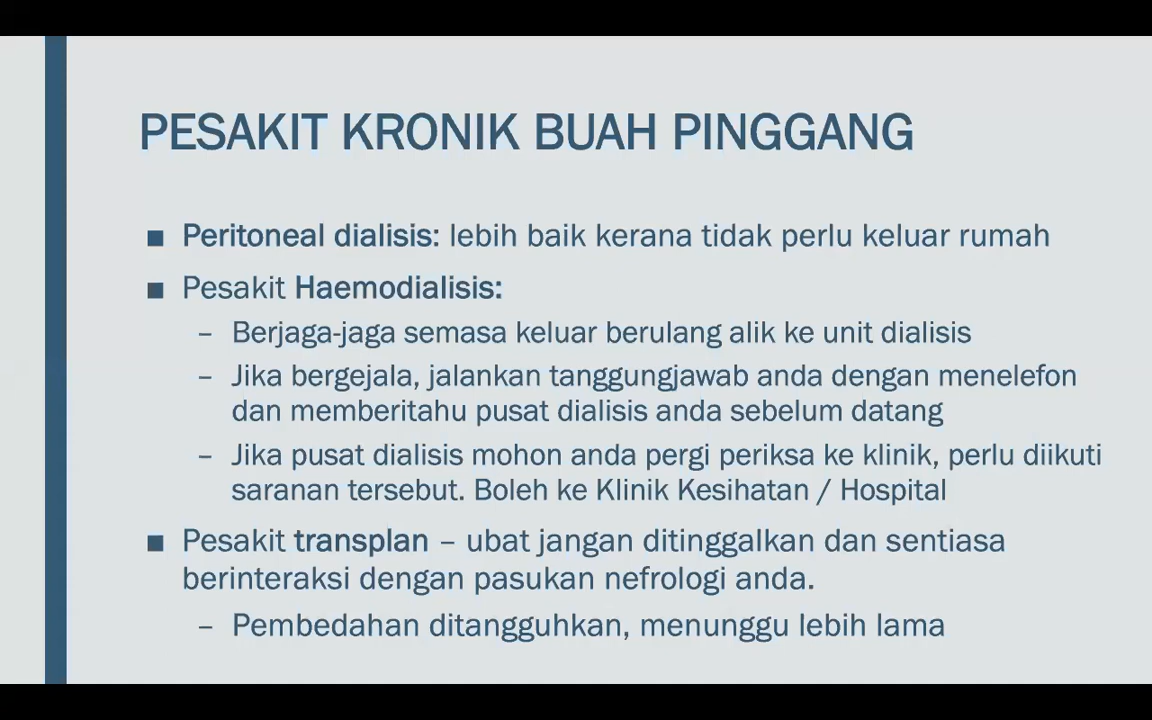 PESAKIT KRONIK BUAH PINGGANG
■ Peritoneal dialisis: lebih baik kerana tidak perlu keluar rumah
■ Pesakit Haemodialisis:
– Berjaga-jaga semasa keluar berulang alik ke unit dialisis
– Jika bergejala, jalankan tanggungjawab anda dengan menelefon
dan memberitahu pusat dialisis anda sebelum datang
– Jika pusat dialisis mohon anda pergi periksa ke klinik, perlu diikuti
saranan tersebut. Boleh ke Klinik Kesihatan / Hospital
■ Pesakit transplan – ubat jangan ditinggalkan dan sentiasa
berinteraksi dengan pasukan nefrologi anda.
– Pembedahan ditangguhkan, menunggu lebih lama